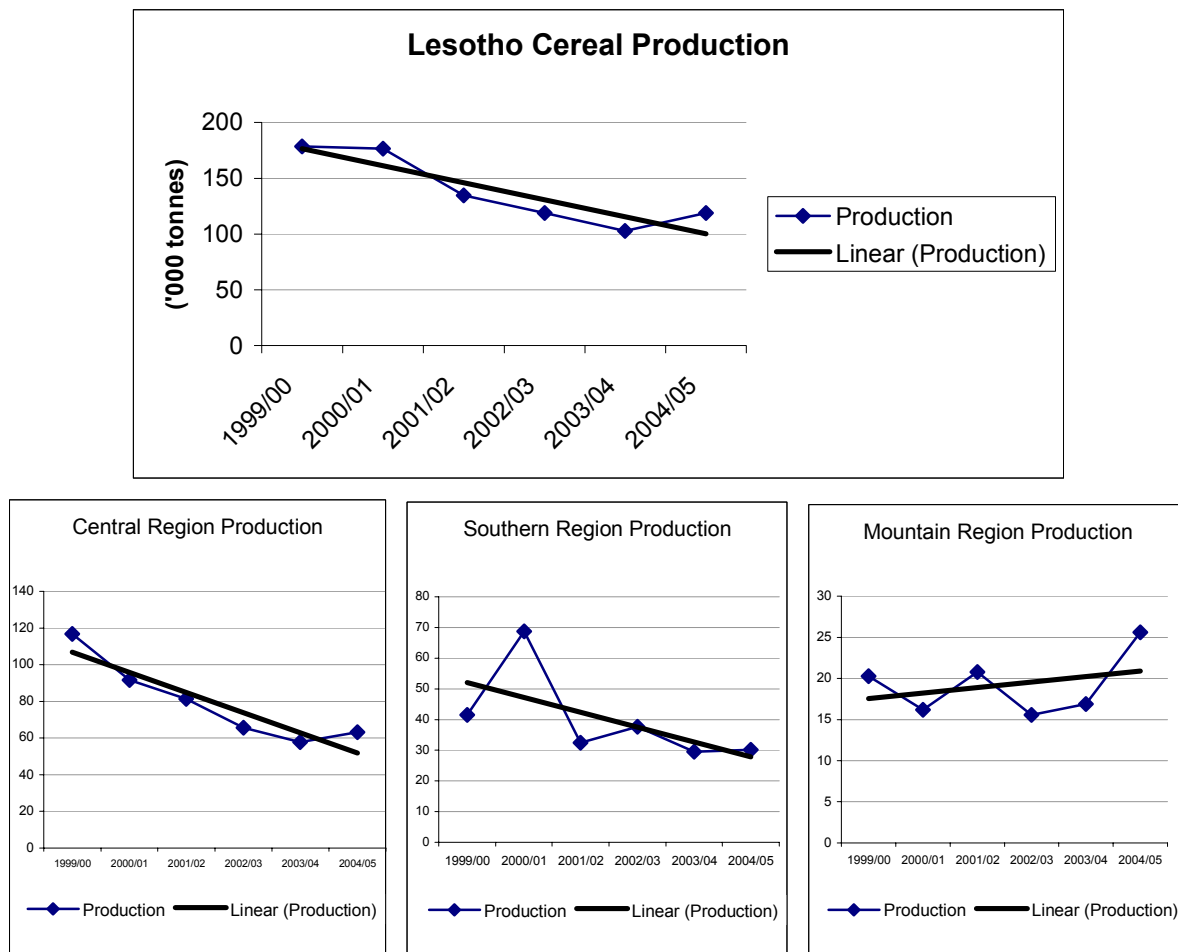 Lesotho Cereal Production
('000 tonnes)
200
150
100
50
0
1999/00
2000/01
2001/02
2002/03
2003/04
2004/05
Production
Linear (Production)
Central Region Production
140
120
100
80
60
40
20
0
1999/00 2000/01 2001/02 2002/03 2003/04 2004/05
Production Linear (Production)
Southern Region Production
80
70
60
50
40
30
20
10
0
1999/00 2000/01 2001/02 2002/03 2003/04 2004/05
Production Linear (Production)
Mountain Region Production
30
25
20
15
10
5
0
1999/00 2000/01 2001/02 2002/03 2003/04 2004/05
Production Linear (Production)